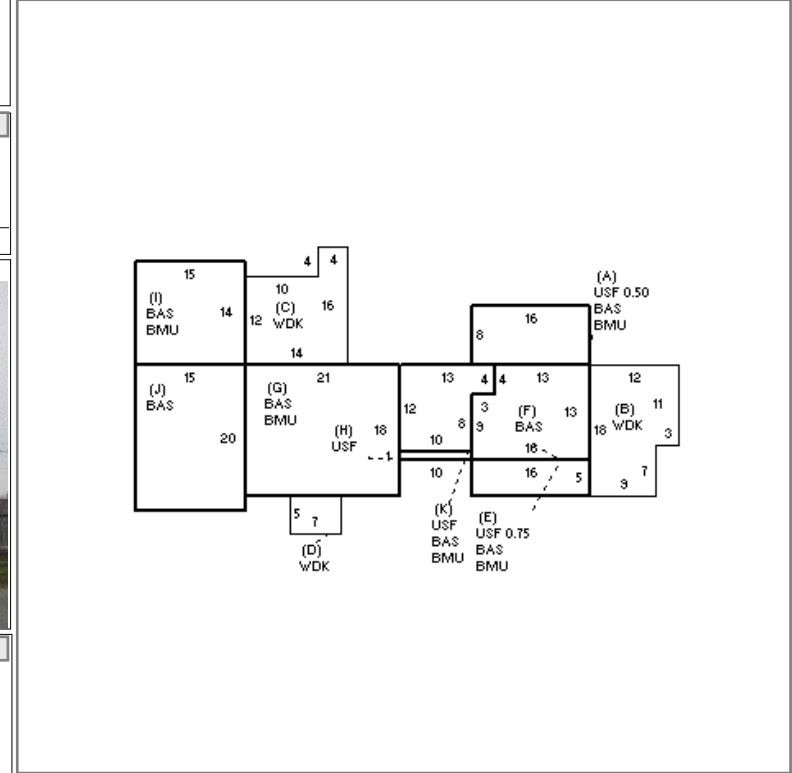 4 4
15
10
(I)
BAS
BMU
14
12
(C)
WDK
16
14
(A)
USF 0.50
BAS
BMU
16
8
15
(J)
BAS
20
21
(G)
BAS
BMU
(H)
USF
18
1
13
4 4
13
12
3
9
8
(F)
BAS
13
10
16
12
(B)
WDK
11
18
3
7
9
10
16
5
5
7
(D)
WDK
(K)
USF
BAS
BMU
(E)
USF 0.75
BAS
BMU